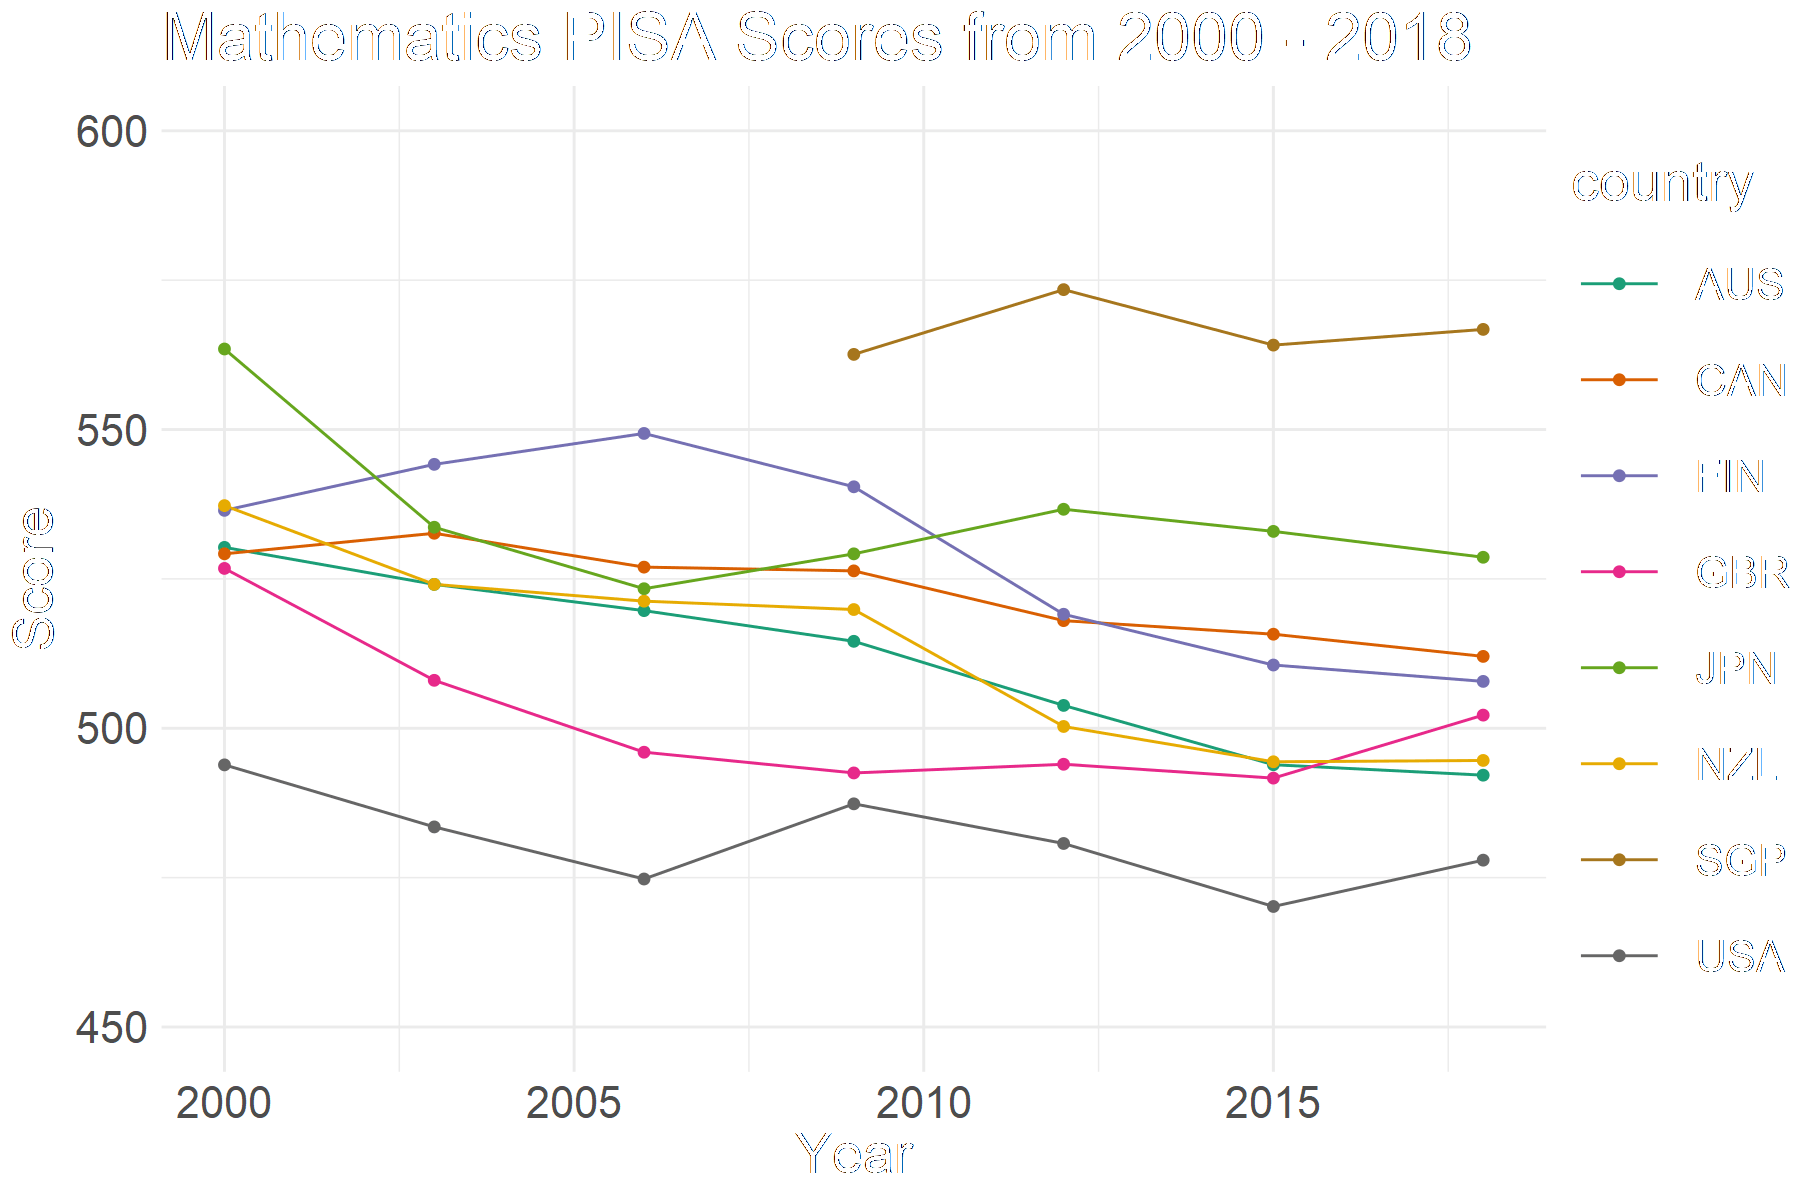 Mathematics PISA Scores from 2000 - 2018
600
550
500
450
Score
2000 2005 2010 2015
Year
country
AUS
CAN
FIN
GBR
JPN
NZL
SGP
USA